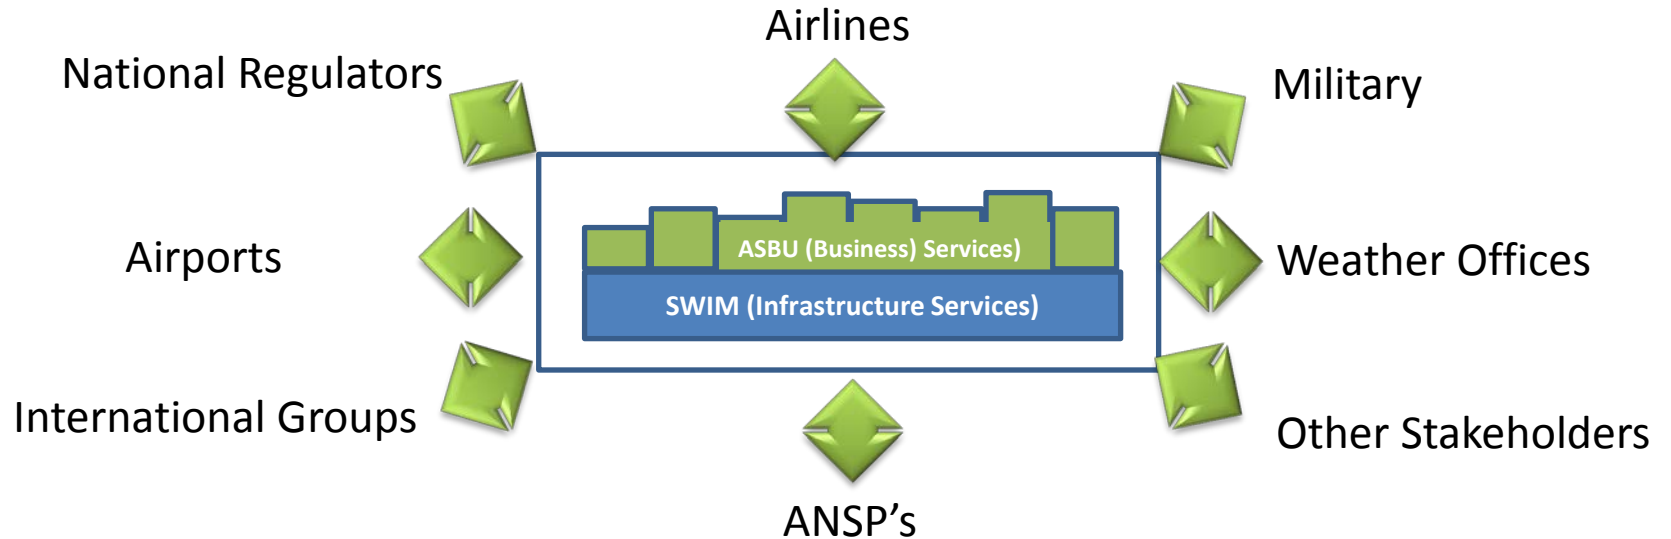 Airlines
National Regulators
Military
ASBU (Business) Services)
Airports
Weather Offices
SWIM (Infrastructure Services)
International Groups
Other Stakeholders
ANSP’s